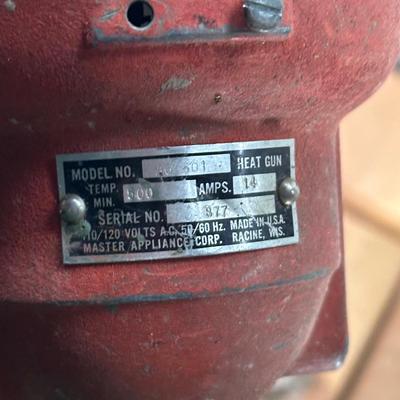 MODEL NO. HEAT GUN
TEMP. 500 AMPS. 14
MIN.
SERIAL NO. 977
110/120 VOLTS A.C. 50/60 Hz. MADE IN U.S.A.
MASTER APPLIANCE CORP. RACINE, WIS.